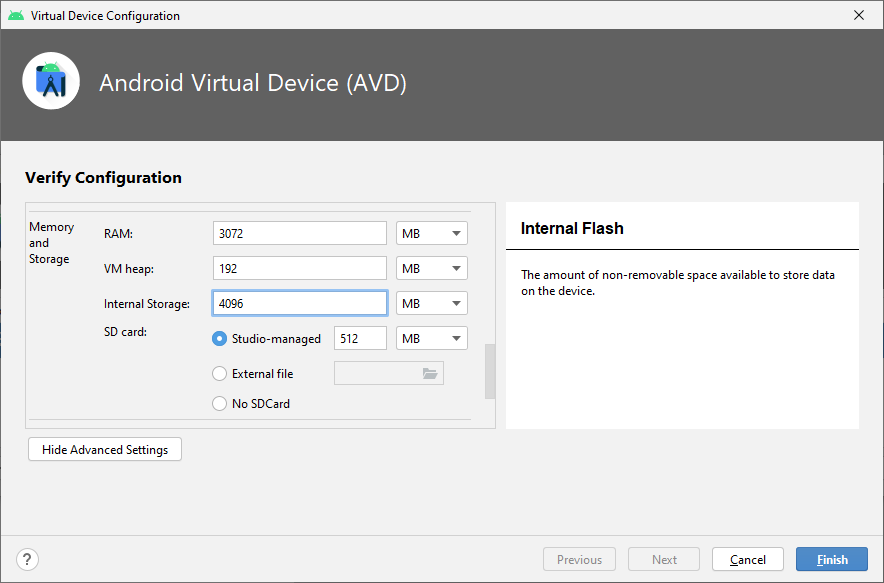 Virtual Device Configuration
Android Virtual Device (AVD)
Verify Configuration
Memory
and
Storage
RAM: 3072 MB
VM heap: 192 MB
Internal Storage: 4096 MB
SD card:
Studio-managed 512 MB
External file
No SDCard
Internal Flash
The amount of non-removable space available to store data
on the device.
Hide Advanced Settings
? Previous Next Cancel Finish